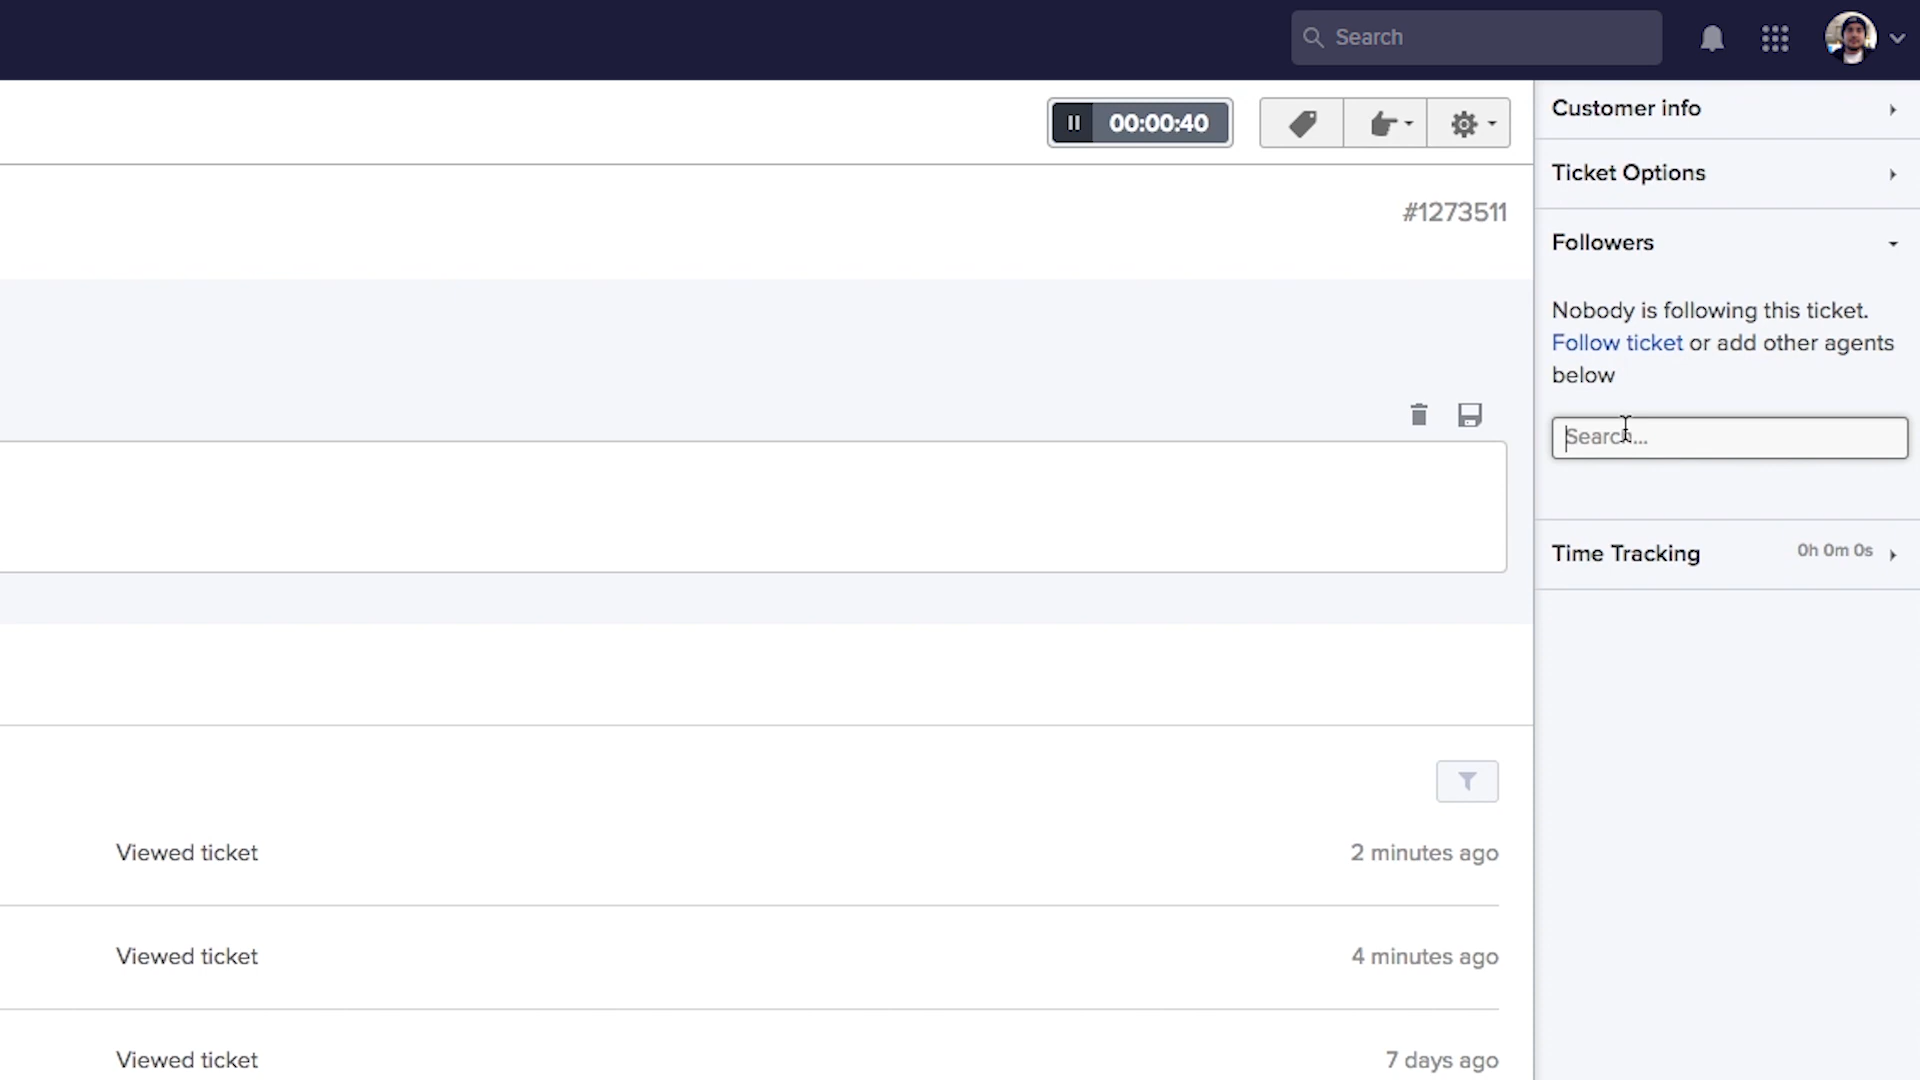 Search
00:00:40
Customer info
Ticket Options
#1273511
Followers
Nobody is following this ticket.
Follow ticket or add other agents
below
Search...
Time Tracking 0h 0m 0s
Viewed ticket 2 minutes ago
Viewed ticket 4 minutes ago
Viewed ticket 7 days ago